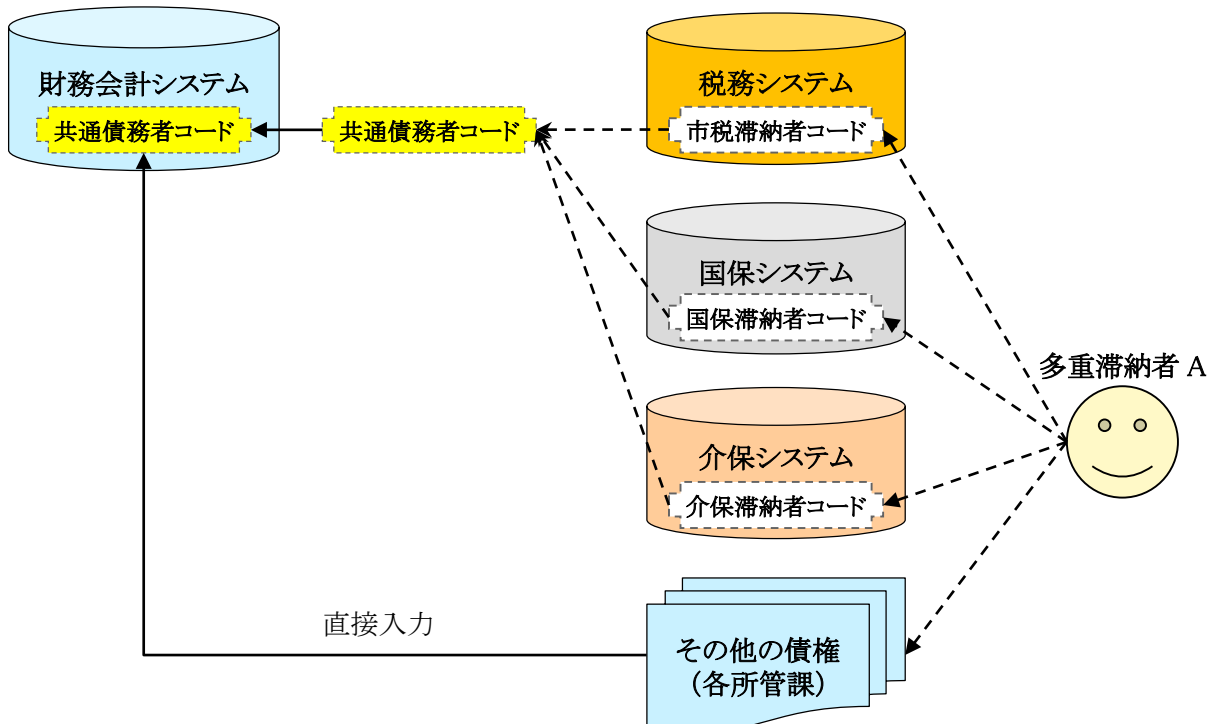 財務会計システム
共通債務者コード
共通債務者コード
税務システム
市税滞納者コード
国保システム
国保滞納者コード
多重滞納者 A
介保システム
介保滞納者コード
直接入力
その他の債権
(各所管課)